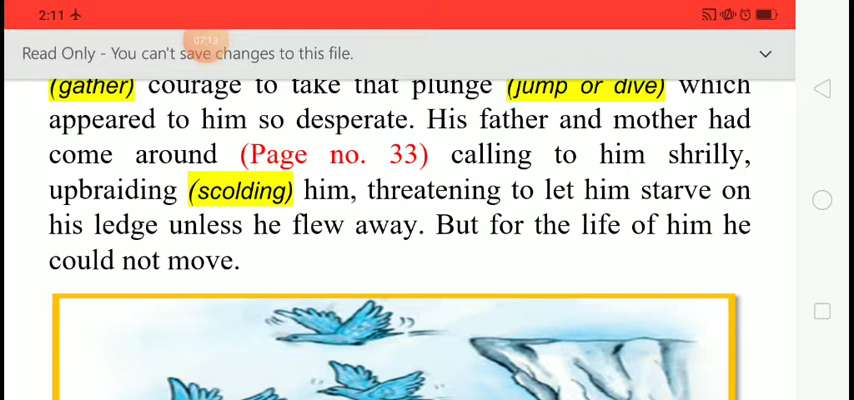 2:11
07:13
Read Only - You can't save changes to this file.
(gather) courage to take that plunge (jump or dive) which
appeared to him so desperate. His father and mother had
come around (Page no. 33) calling to him shrilly,
upbraiding (scolding) him, threatening to let him starve on
his ledge unless he flew away. But for the life of him he
could not move.